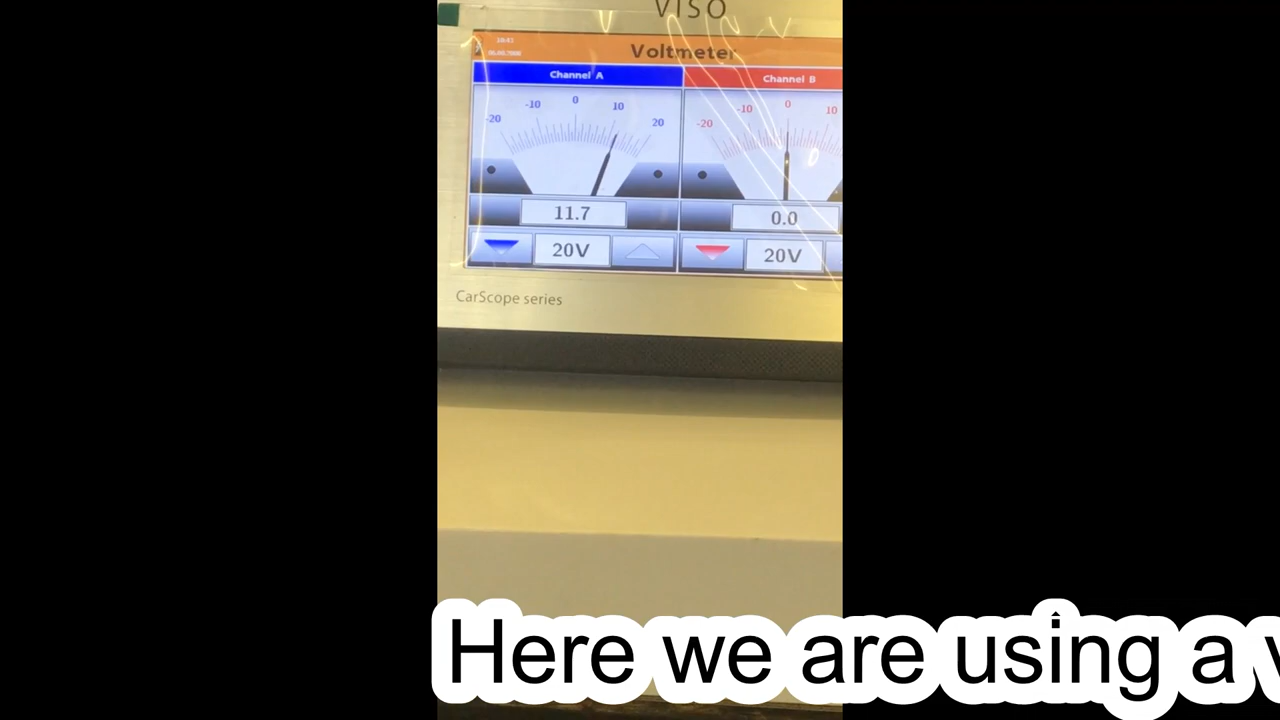 VISO
Voltmeter
Channel A
Channel B
-20 -10 0 10 20
-20 -10 0 10
11.7
0.0
20V
20V
CarScope series
Here we are using a